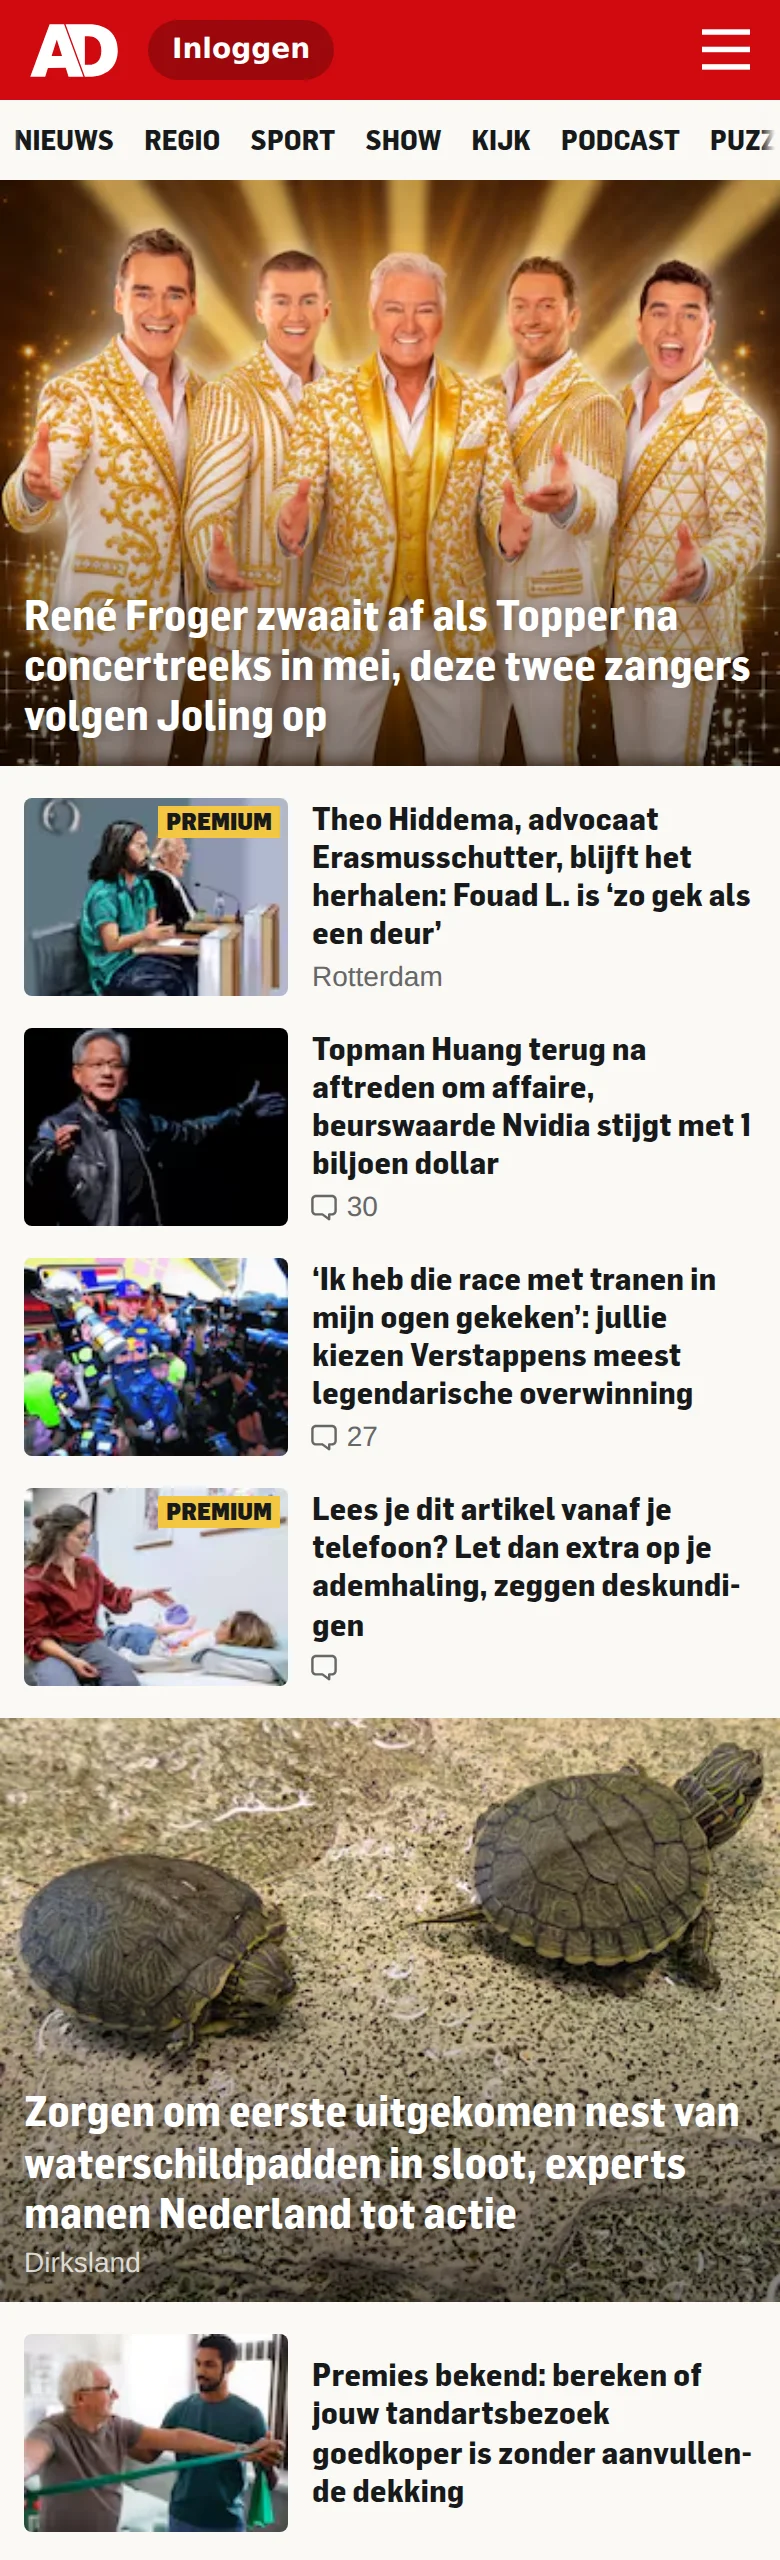 AD
Inloggen
NIEUWS REGIO SPORT SHOW KIJK PODCAST PUZZ
René Froger zwaait af als Topper na
concertreeks in mei, deze twee zangers
volgen Joling op
PREMIUM
Theo Hiddema, advocaat
Erasmusschutter, blijft het
herhalen: Fouad L. is ‘zo gek als
een deur’
Rotterdam
Topman Huang terug na
aftreden om affaire,
beurswaarde Nvidia stijgt met 1
biljoen dollar
30
‘Ik heb die race met tranen in
mijn ogen gekeken’: jullie
kiezen Verstappens meest
legendarische overwinning
27
PREMIUM
Lees je dit artikel vanaf je
telefoon? Let dan extra op je
ademhaling, zeggen deskundi-
gen
Zorgen om eerste uitgekomen nest van
waterschildpadden in sloot, experts
manen Nederland tot actie
Dirksland
Premies bekend: bereken of
jouw tandartsbezoek
goedkoper is zonder aanvullen-
de dekking